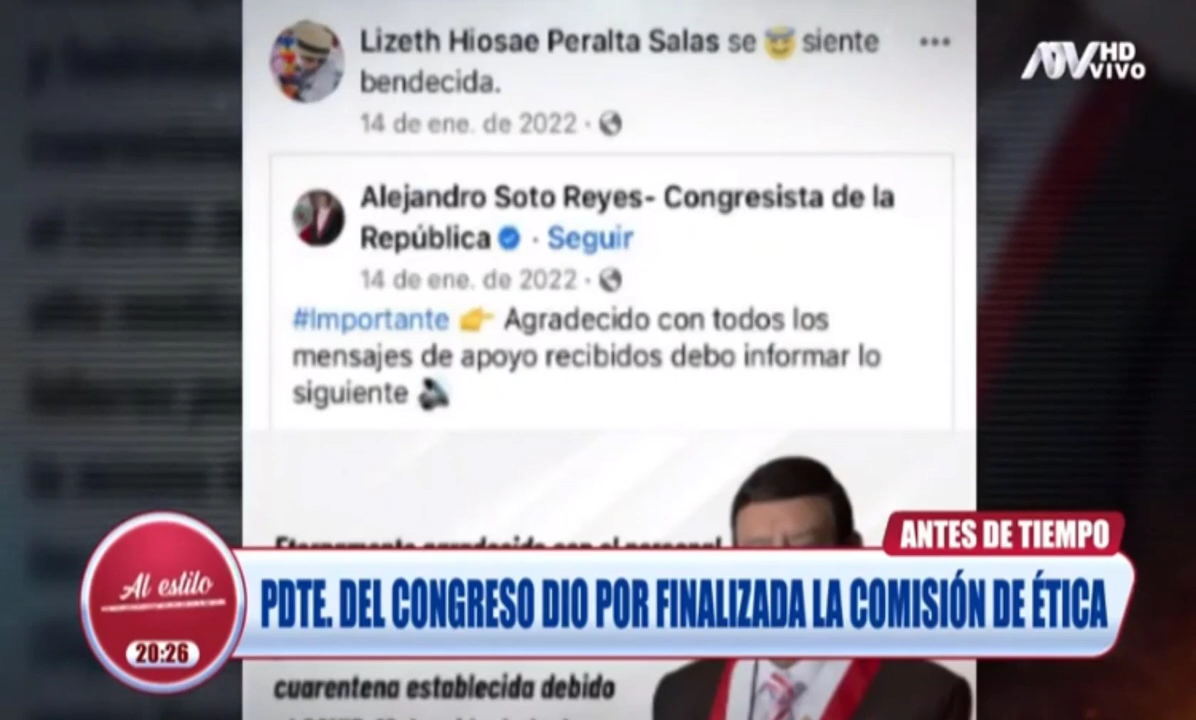 Lizeth Hiosae Peralta Salas se 😇 siente
bendecida.
14 de ene. de 2022 ·
Alejandro Soto Reyes- Congresista de la
República · Seguir
14 de ene. de 2022 ·
#Importante 👉 Agradecido con todos los
mensajes de apoyo recibidos debo informar lo
siguiente
ATV HD
VIVO
ANTES DE TIEMPO
Al estilo
PDTE. DEL CONGRESO DIO POR FINALIZADA LA COMISIÓN DE ÉTICA
20:26
cuarentena establecida debido